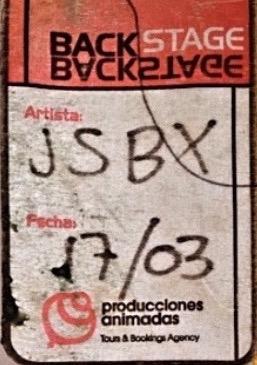 BACKSTAGE
BACKSTAGE
Artista:
JSBX
Fecha:
17/03
producciones
animadas
Tours & Bookings Agency